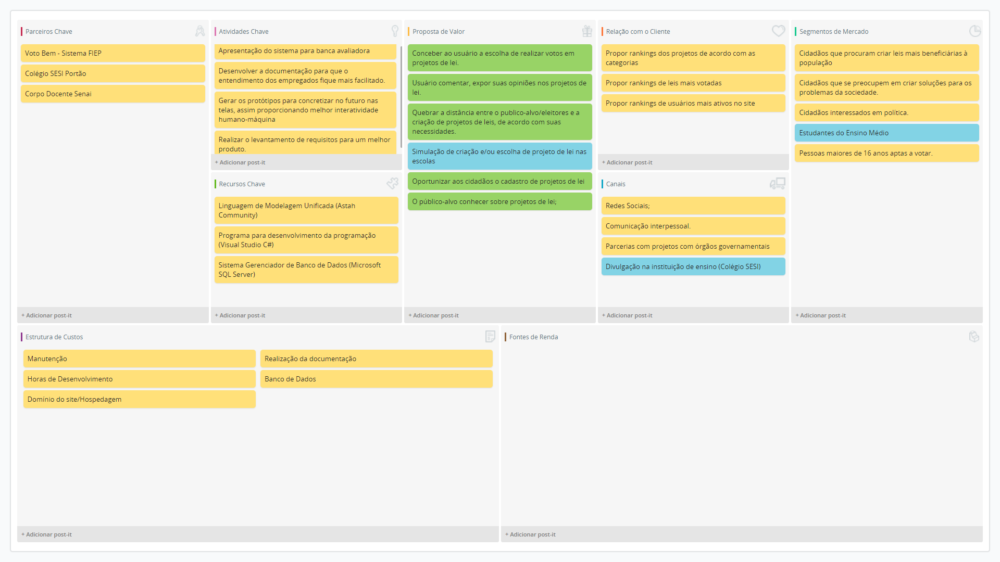 Parceiros Chave
Voto Bem - Sistema FIEP
Colégio SESI Portão
Corpo Docente Senai
+ Adicionar post-it
Atividades Chave
Apresentação do sistema para banca avaliadora
Desenvolver a documentação para que o
entendimento dos empregados fique mais facilitado.
Gerar os protótipos para concretizar no futuro nas
telas, assim proporcionando melhor interatividade
humano-máquina
Realizar o levantamento de requisitos para um melhor
produto.
+ Adicionar post-it
Recursos Chave
Linguagem de Modelagem Unificada (Astah
Community)
Programa para desenvolvimento da programação
(Visual Studio C#)
Sistema Gerenciador de Banco de Dados (Microsoft
SQL Server)
+ Adicionar post-it
Proposta de Valor
Conceber ao usuário a escolha de realizar votos em
projetos de lei.
Usuário comentar, expor suas opiniões nos projetos de
lei.
Quebrar a distância entre o publico-alvo/eleitores e a
criação de projetos de leis, de acordo com suas
necessidades.
Simulação de criação e/ou escolha de projeto de lei nas
escolas
Oportunizar aos cidadãos o cadastro de projetos de lei
O público-alvo conhecer sobre projetos de lei;
+ Adicionar post-it
Relação com o Cliente
Propor rankings dos projetos de acordo com as
categorias
Propor rankings de leis mais votadas
Propor rankings de usuários mais ativos no site
+ Adicionar post-it
Canais
Redes Sociais;
Comunicação interpessoal.
Parcerias com projetos com órgãos governamentais
Divulgação na instituição de ensino (Colégio SESI)
+ Adicionar post-it
Segmentos de Mercado
Cidadãos que procuram criar leis mais beneficiárias à
população
Cidadãos que se preocupem em criar soluções para os
problemas da sociedade.
Cidadãos interessados em política.
Estudantes do Ensino Médio
Pessoas maiores de 16 anos aptas a votar.
+ Adicionar post-it
Estrutura de Custos
Manutenção
Realização da documentação
Horas de Desenvolvimento
Banco de Dados
Domínio do site/Hospedagem
+ Adicionar post-it
Fontes de Renda
+ Adicionar post-it